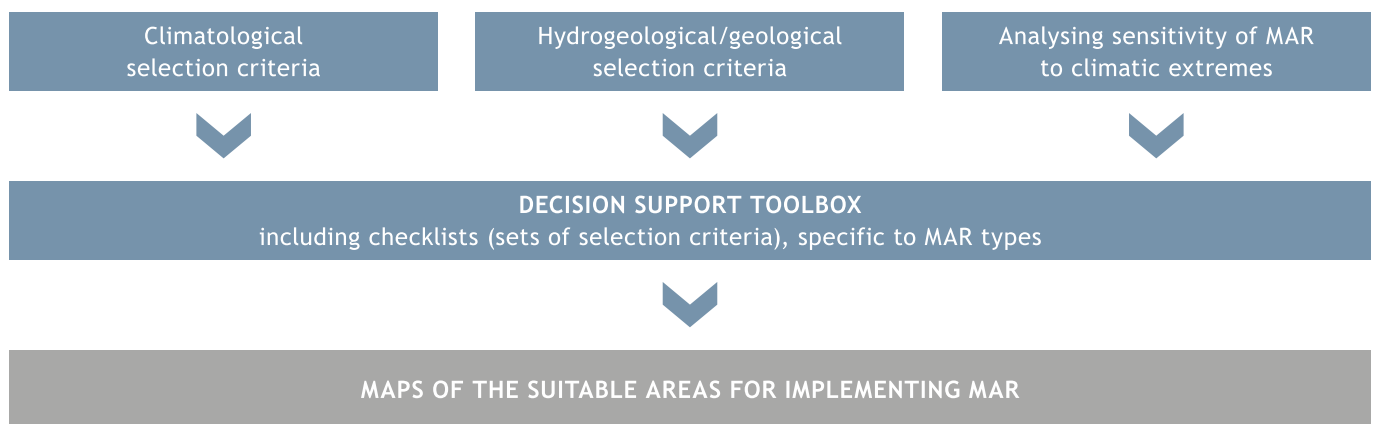 Climatological
selection criteria
Hydrogeological/geological
selection criteria
Analysing sensitivity of MAR
to climatic extremes
DECISION SUPPORT TOOLBOX
including checklists (sets of selection criteria), specific to MAR types
MAPS OF THE SUITABLE AREAS FOR IMPLEMENTING MAR